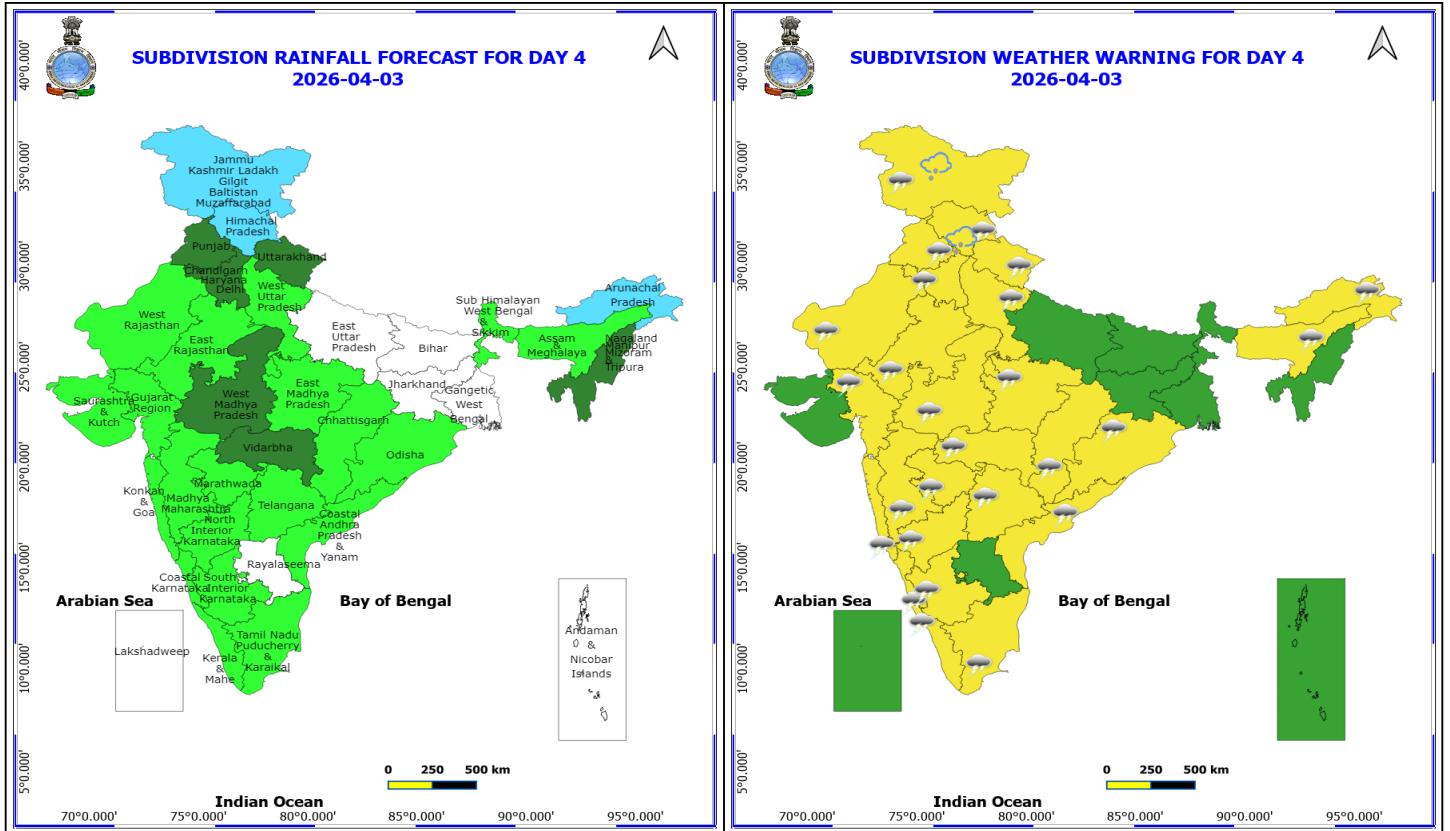 SUBDIVISION RAINFALL FORECAST FOR DAY 4
2026-04-03
40°0.000'
35°0.000'
30°0.000'
25°0.000'
20°0.000'
15°0.000'
10°0.000'
5°0.000'
Jammu
Kashmir Ladakh
Gilgit
Baltistan
Muzaffarabad
Himachal
Pradesh
Punjab
Uttarakhand
Chandigarh
Haryana
Delhi
West
Uttar
Pradesh
West
Rajasthan
East
Rajasthan
East
Uttar
Pradesh
Bihar
Sub Himalayan
West Bengal
&
Sikkim
Arunachal
Pradesh
Assam
&
Meghalaya
Nagaland
Manipur
Mizoram
&
Tripura
Jharkhand
Gangetic
West
Bengal
Saurashtra
&
Kutch
Gujarat
Region
West
Madhya
Pradesh
East
Madhya
Pradesh
Chhattisgarh
Vidarbha
Odisha
Konkan
&
Goa
Marathwada
Madhya
Maharashtra
North
Interior
Karnataka
Telangana
Coastal
Andhra
Pradesh
&
Yanam
Rayalaseema
Coastal
Karnataka
South
Interior
Karnataka
Tamil Nadu
Puducherry
&
Karaikal
Kerala
&
Mahe
Lakshadweep
Andaman
&
Nicobar
Islands
Arabian Sea
Bay of Bengal
Indian Ocean
0 250 500 km
70°0.000' 75°0.000' 80°0.000' 85°0.000' 90°0.000' 95°0.000'
SUBDIVISION WEATHER WARNING FOR DAY 4
2026-04-03
40°0.000'
35°0.000'
30°0.000'
25°0.000'
20°0.000'
15°0.000'
10°0.000'
5°0.000'
Arabian Sea
Bay of Bengal
Indian Ocean
0 250 500 km
70°0.000' 75°0.000' 80°0.000' 85°0.000' 90°0.000' 95°0.000'